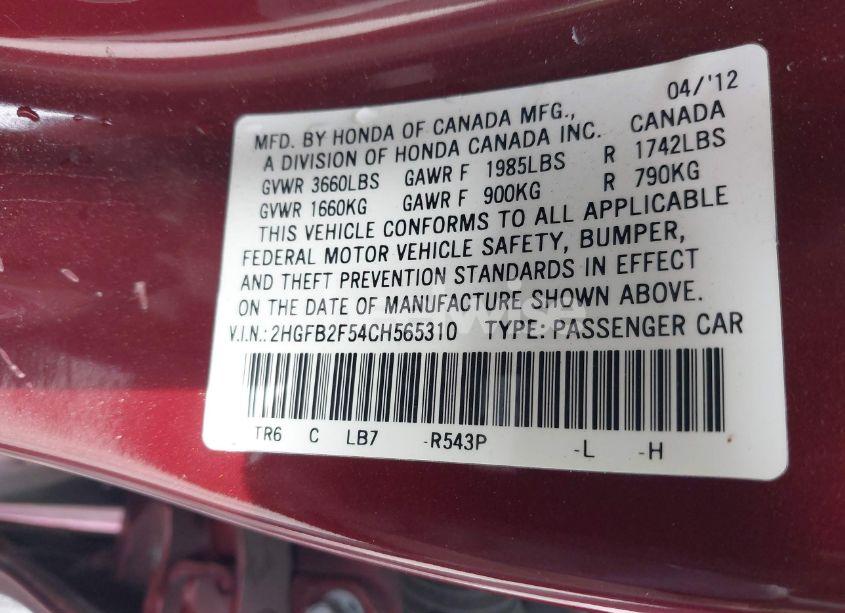 04/'12
MFD. BY HONDA OF CANADA MFG., CANADA
A DIVISION OF HONDA CANADA INC.
GVWR 3660LBS GAWR F 1985LBS R 1742LBS
GVWR 1660KG GAWR F 900KG R 790KG
THIS VEHICLE CONFORMS TO ALL APPLICABLE
FEDERAL MOTOR VEHICLE SAFETY, BUMPER,
AND THEFT PREVENTION STANDARDS IN EFFECT
ON THE DATE OF MANUFACTURE SHOWN ABOVE.
V.I.N.: 2HGFB2F54CH565310 TYPE: PASSENGER CAR
TR6 C LB7 -R543P -L -H